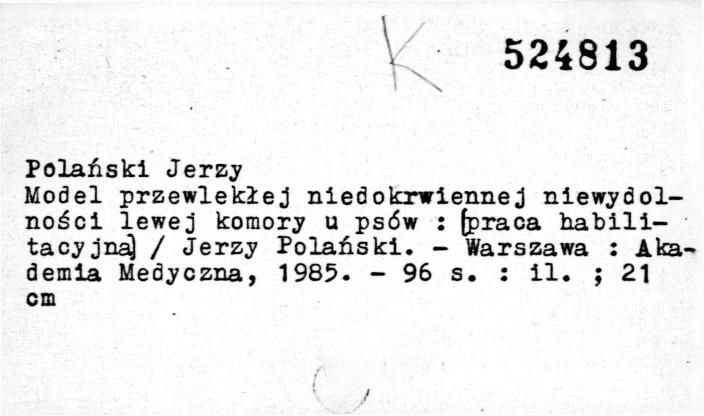 K
524813
Polański Jerzy
Model przewlekłej niedokrwiennej niewydol-
ności lewej komory u psów : [praca habili-
tacyjna] / Jerzy Polański. - Warszawa : Aka-
demia Medyczna, 1985. - 96 s. : il. ; 21
cm